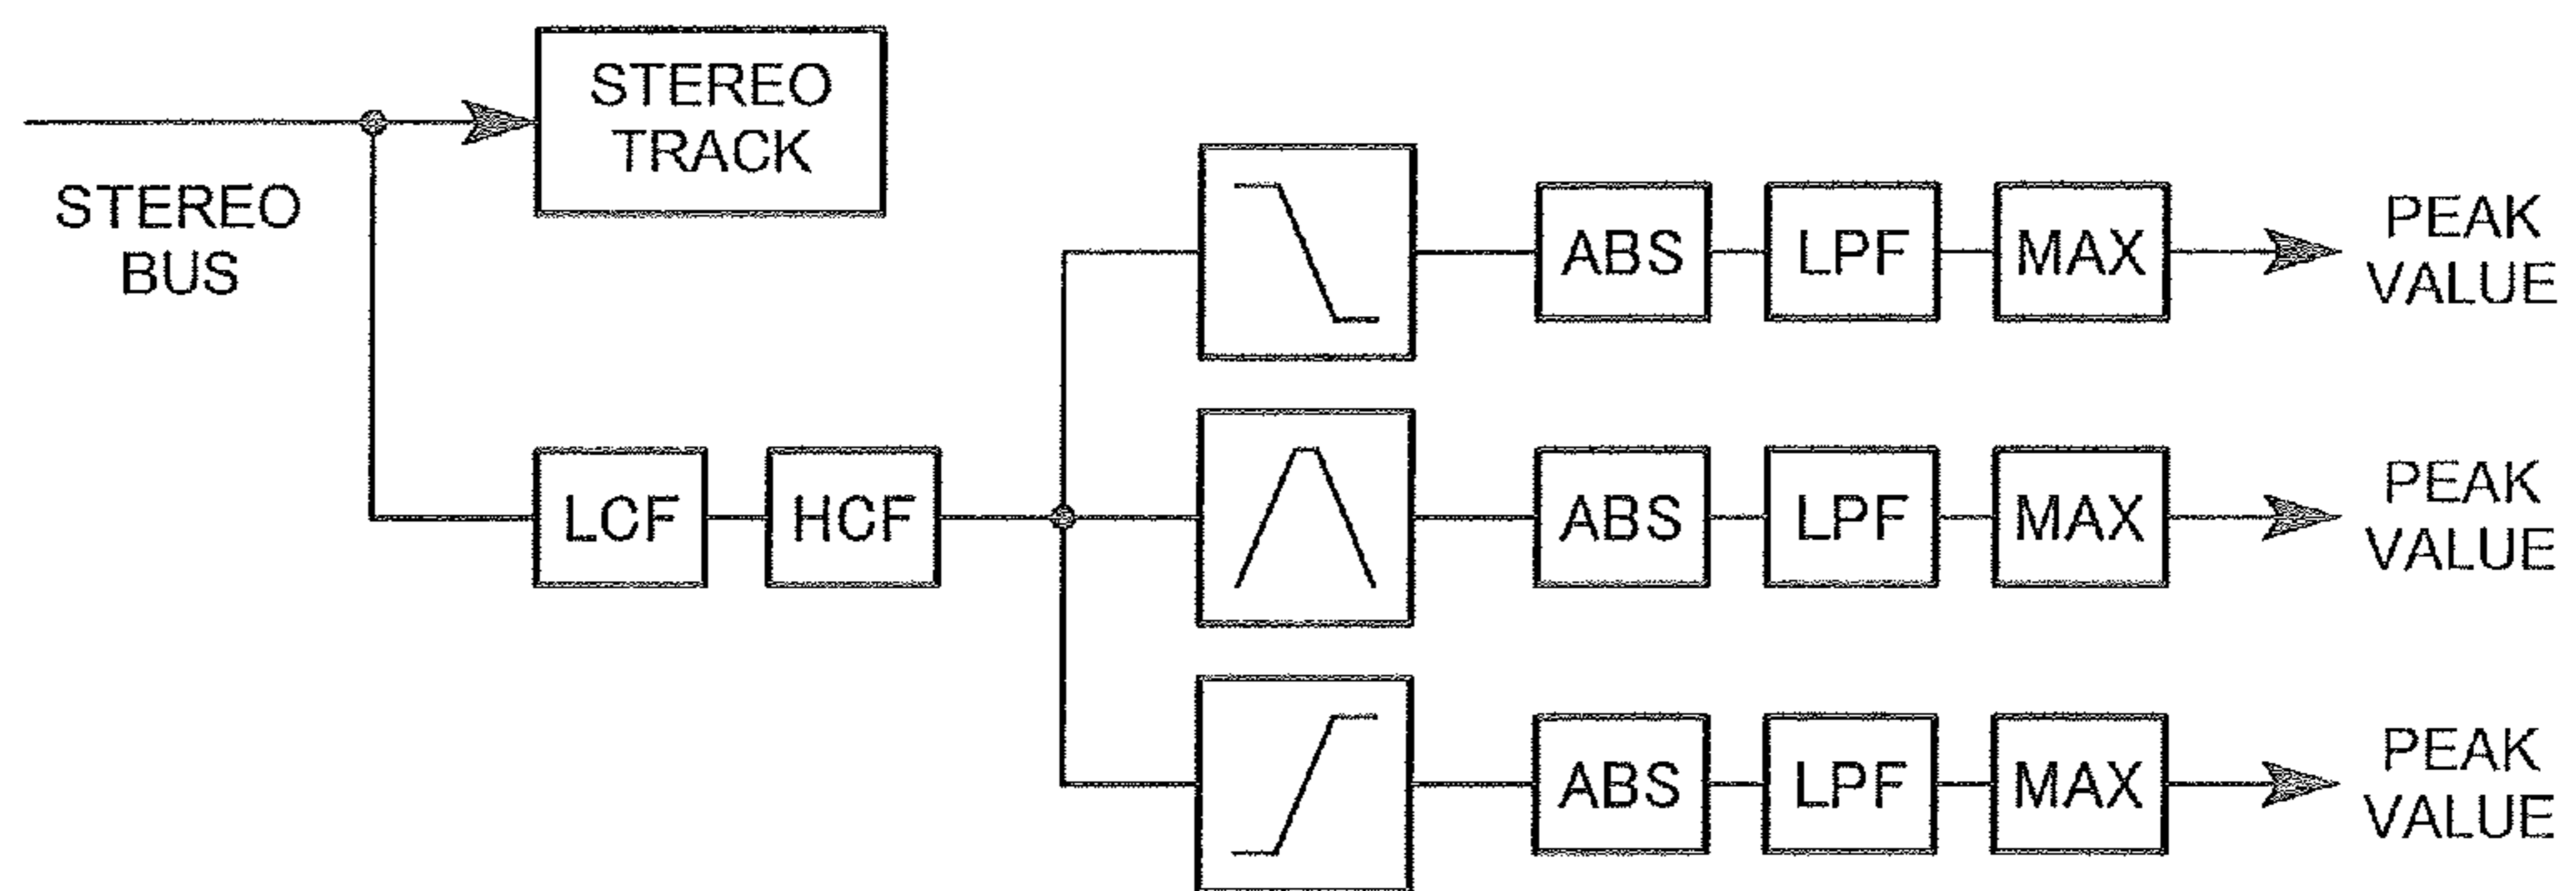 STEREO
TRACK
STEREO
BUS
ABS
LPF
MAX
PEAK
VALUE
LCF
HCF
ABS
LPF
MAX
PEAK
VALUE
ABS
LPF
MAX
PEAK
VALUE